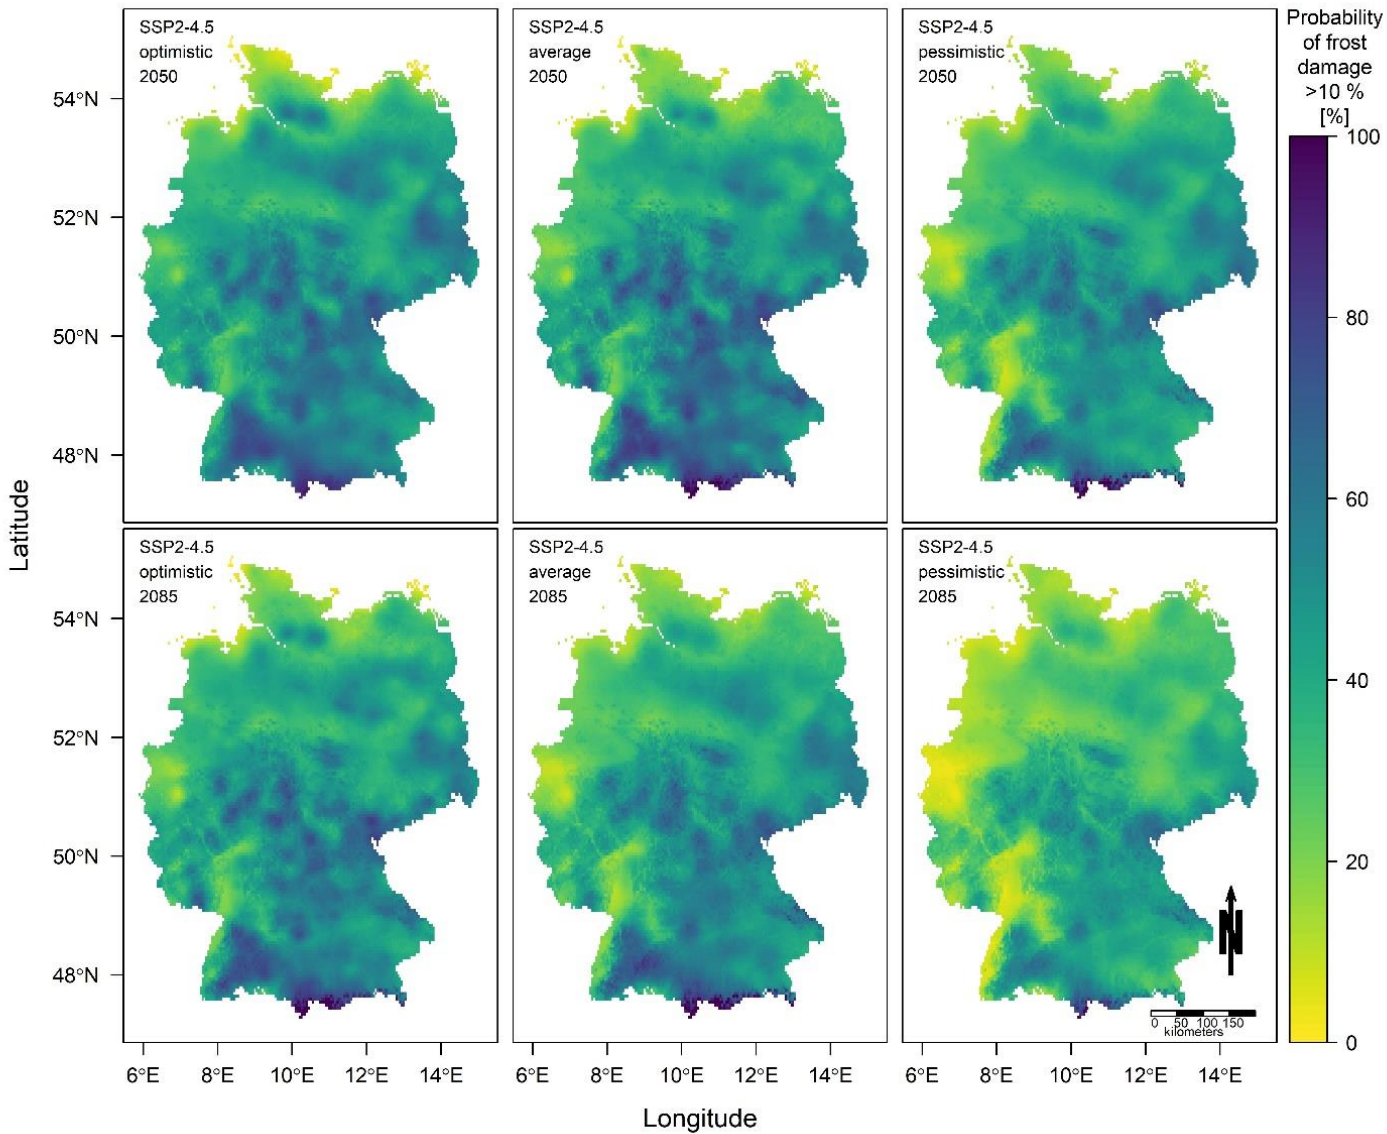 SSP2-4.5
optimistic
2050
SSP2-4.5
average
2050
SSP2-4.5
pessimistic
2050
Probability
of frost
damage
>10 %
[%]
100
80
60
40
20
0
54°N
52°N
50°N
48°N
Latitude
SSP2-4.5
optimistic
2085
SSP2-4.5
average
2085
SSP2-4.5
pessimistic
2085
54°N
52°N
50°N
48°N
N
0 50 100 150
kilometers
6°E 8°E 10°E 12°E 14°E
6°E 8°E 10°E 12°E 14°E
6°E 8°E 10°E 12°E 14°E
Longitude